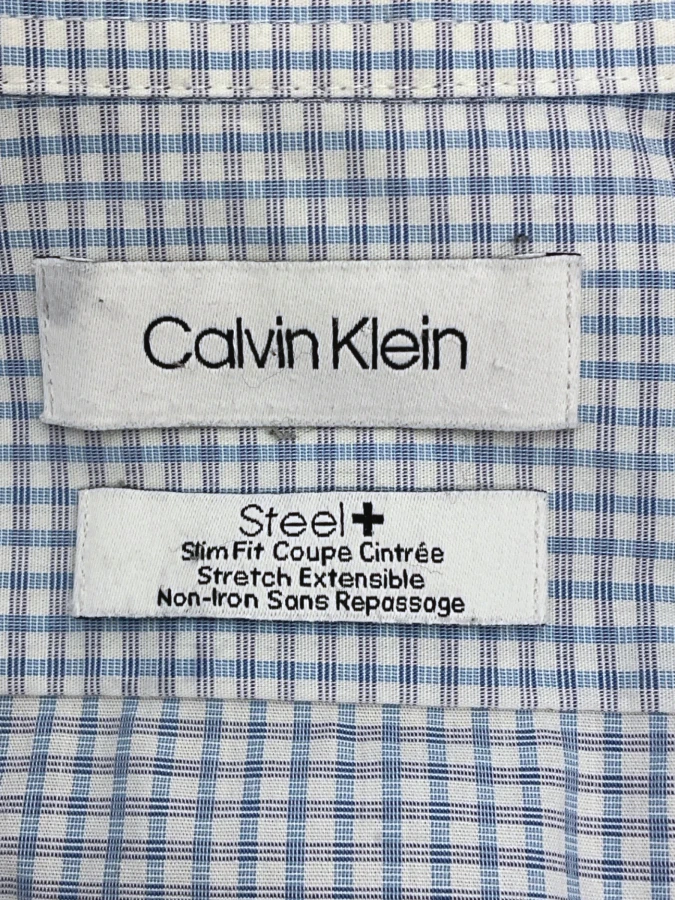 Calvin Klein
Steel+
Slim Fit Coupe Cintrée
Stretch Extensible
Non-Iron Sans Repassage